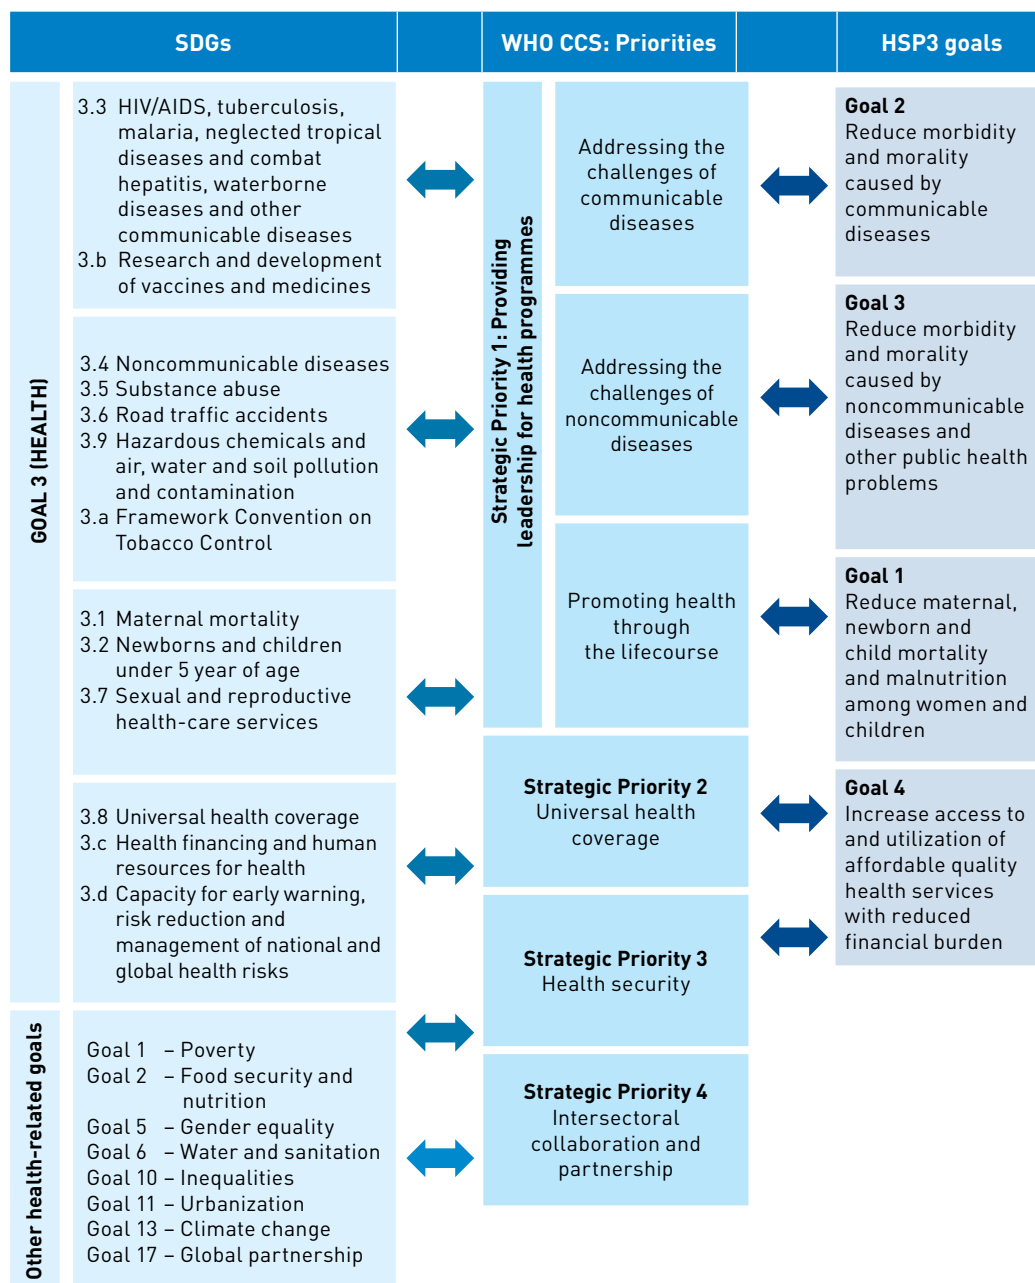 SDGs
WHO CCS: Priorities
HSP3 goals
GOAL 3 (HEALTH)
3.3 HIV/AIDS, tuberculosis,
malaria, neglected tropical
diseases and combat
hepatitis, waterborne
diseases and other
communicable diseases
3.b Research and development
of vaccines and medicines
Strategic Priority 1: Providing
leadership for health programmes
Addressing the
challenges of
communicable
diseases
Goal 2
Reduce morbidity
and morality
caused by
communicable
diseases
3.4 Noncommunicable diseases
3.5 Substance abuse
3.6 Road traffic accidents
3.9 Hazardous chemicals and
air, water and soil pollution
and contamination
3.a Framework Convention on
Tobacco Control
Addressing the
challenges of
noncommunicable
diseases
Goal 3
Reduce morbidity
and morality
caused by
noncommunicable
diseases and
other public health
problems
3.1 Maternal mortality
3.2 Newborns and children
under 5 year of age
3.7 Sexual and reproductive
health-care services
Promoting health
through
the lifecourse
Goal 1
Reduce maternal,
newborn and
child mortality
and malnutrition
among women and
children
3.8 Universal health coverage
3.c Health financing and human
resources for health
3.d Capacity for early warning,
risk reduction and
management of national and
global health risks
Strategic Priority 2
Universal health
coverage
Goal 4
Increase access to
and utilization of
affordable quality
health services
with reduced
financial burden
Strategic Priority 3
Health security
Other health-related goals
Goal 1 – Poverty
Goal 2 – Food security and
nutrition
Goal 5 – Gender equality
Goal 6 – Water and sanitation
Goal 10 – Inequalities
Goal 11 – Urbanization
Goal 13 – Climate change
Goal 17 – Global partnership
Strategic Priority 4
Intersectoral
collaboration and
partnership